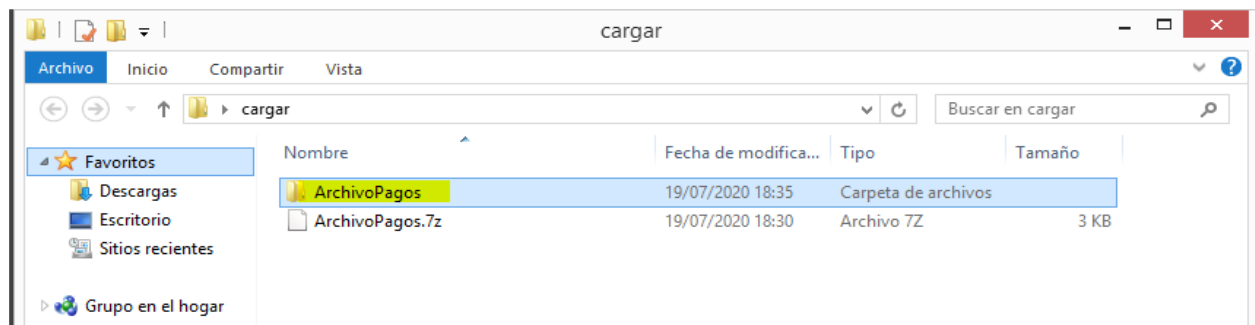 cargar
Archivo Inicio Compartir Vista
cargar Buscar en cargar
Favoritos
Descargas
Escritorio
Sitios recientes
Grupo en el hogar
Nombre Fecha de modifica... Tipo Tamaño
ArchivoPagos 19/07/2020 18:35 Carpeta de archivos
ArchivoPagos.7z 19/07/2020 18:30 Archivo 7Z 3 KB